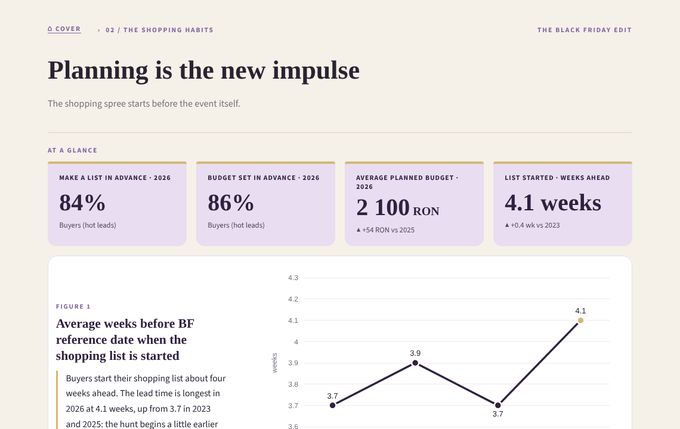 ⌂ COVER › 02 / THE SHOPPING HABITS THE BLACK FRIDAY EDIT
Planning is the new impulse
The shopping spree starts before the event itself.
AT A GLANCE
MAKE A LIST IN ADVANCE · 2026
84%
Buyers (hot leads)
BUDGET SET IN ADVANCE · 2026
86%
Buyers (hot leads)
AVERAGE PLANNED BUDGET ·
2026
2 100 RON
▲ +54 RON vs 2025
LIST STARTED · WEEKS AHEAD
4.1 weeks
▲ +0.4 wk vs 2023
FIGURE 1
Average weeks before BF
reference date when the
shopping list is started
Buyers start their shopping list about four
weeks ahead. The lead time is longest in
2026 at 4.1 weeks, up from 3.7 in 2023
and 2025: the hunt begins a little earlier
weeks
4.3
4.2
4.1
4
3.9
3.8
3.7
3.6
3.7
3.9
3.7
4.1